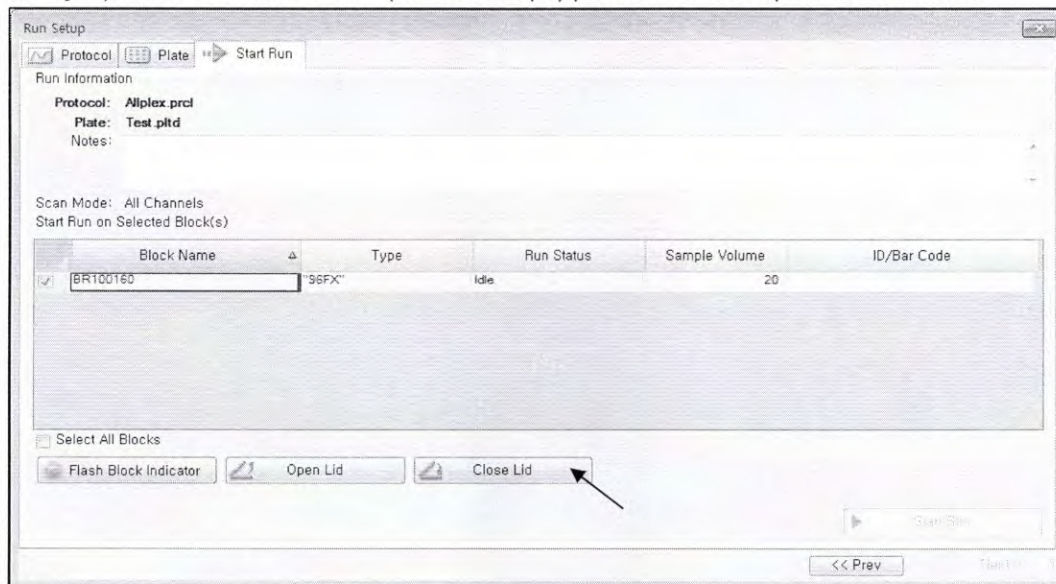 Run Setup
Protocol Plate Start Run
Run Information
Protocol: Allplex.prcl
Plate: Test.pltd
Notes:
Scan Mode: All Channels
Start Run on Selected Block(s)
Block Name Type Run Status Sample Volume ID/Bar Code
BR100160 "96FX" Idle 20
Select All Blocks
Flash Block Indicator Open Lid Close Lid
Start Run
<< Prev